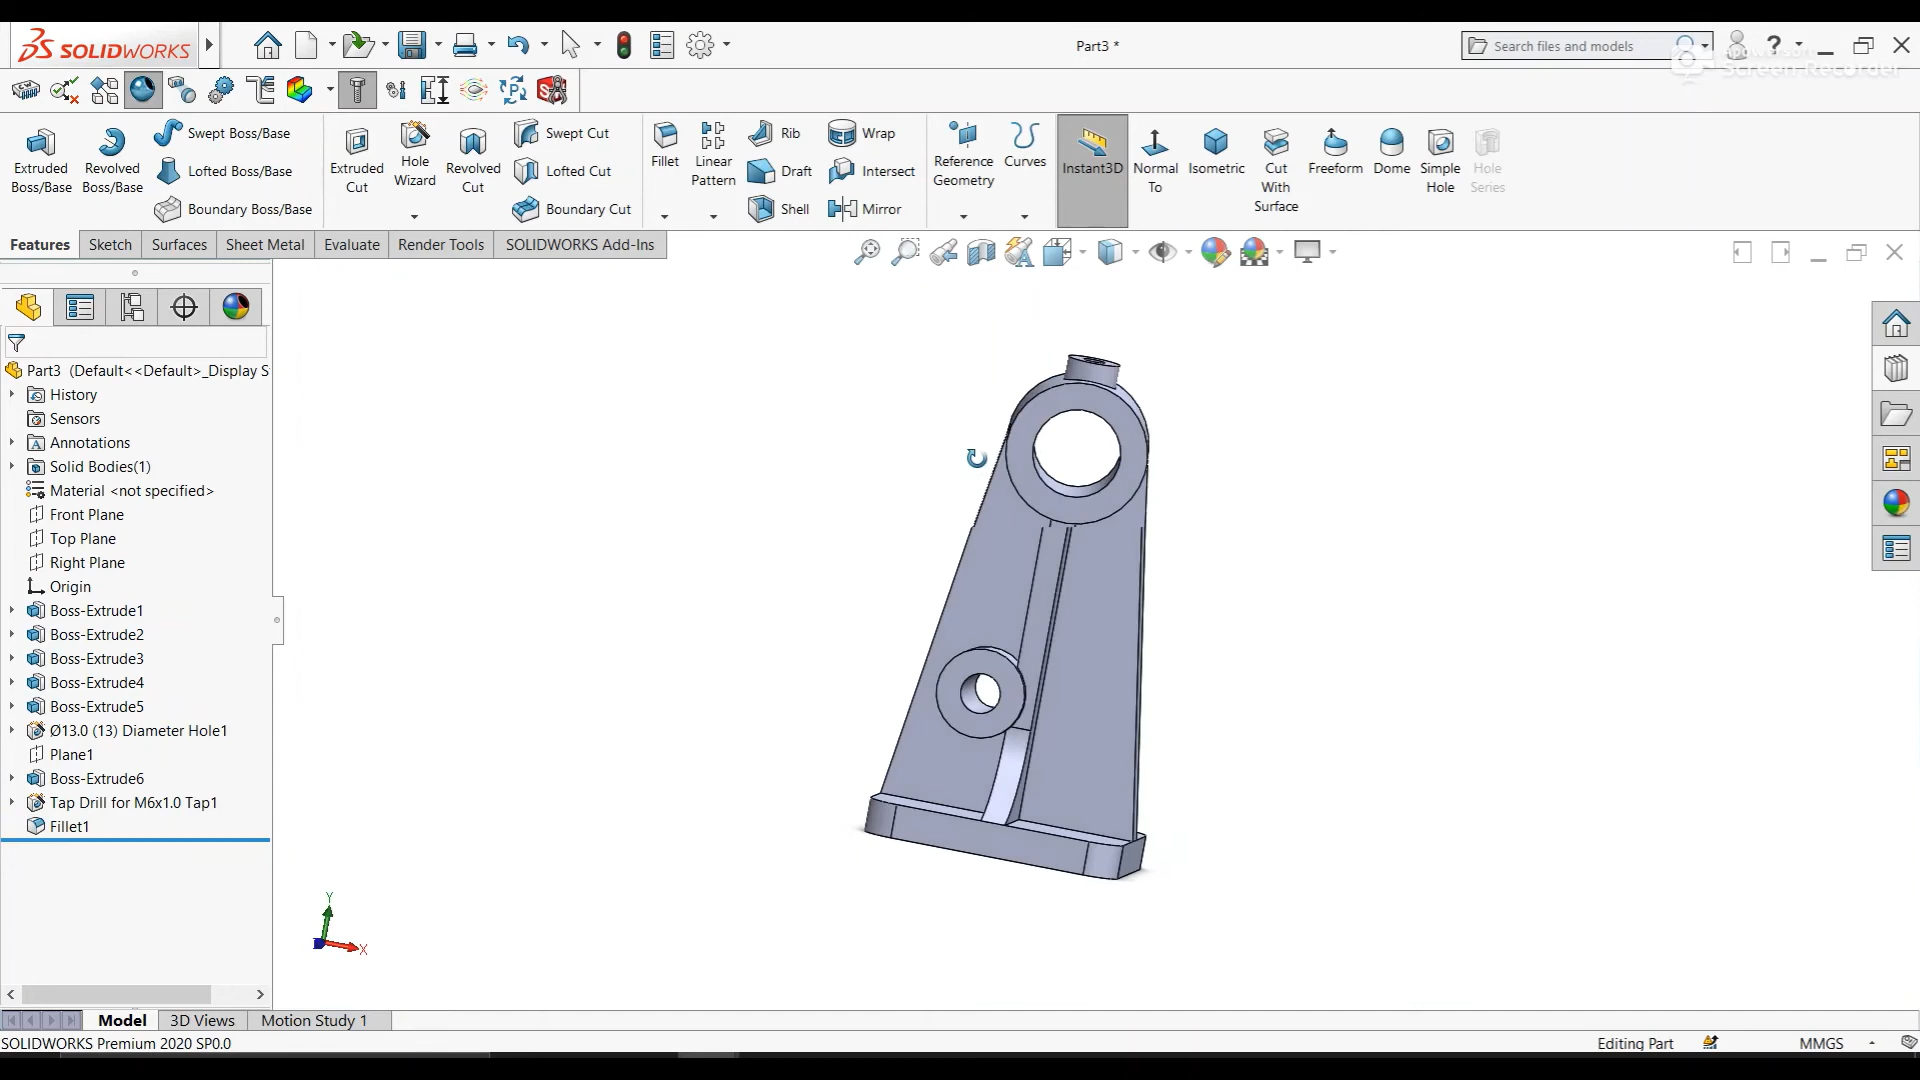 SOLIDWORKS
Part3 *
Search files and models
?
Screen Recorder
Extruded Boss/Base
Revolved Boss/Base
Swept Boss/Base
Lofted Boss/Base
Boundary Boss/Base
Extruded Cut
Hole Wizard
Revolved Cut
Swept Cut
Lofted Cut
Boundary Cut
Fillet
Linear Pattern
Rib
Draft
Shell
Wrap
Intersect
Mirror
Reference Geometry
Curves
Instant3D
Normal To
Isometric
Cut With Surface
Freeform
Dome
Simple Hole
Hole Series
Features
Sketch
Surfaces
Sheet Metal
Evaluate
Render Tools
SOLIDWORKS Add-Ins
Part3 (Default<<Default>_Display S
History
Sensors
Annotations
Solid Bodies(1)
Material <not specified>
Front Plane
Top Plane
Right Plane
Origin
Boss-Extrude1
Boss-Extrude2
Boss-Extrude3
Boss-Extrude4
Boss-Extrude5
Ø13.0 (13) Diameter Hole1
Plane1
Boss-Extrude6
Tap Drill for M6x1.0 Tap1
Fillet1
Y
X
Model
3D Views
Motion Study 1
SOLIDWORKS Premium 2020 SP0.0
Editing Part
MMGS